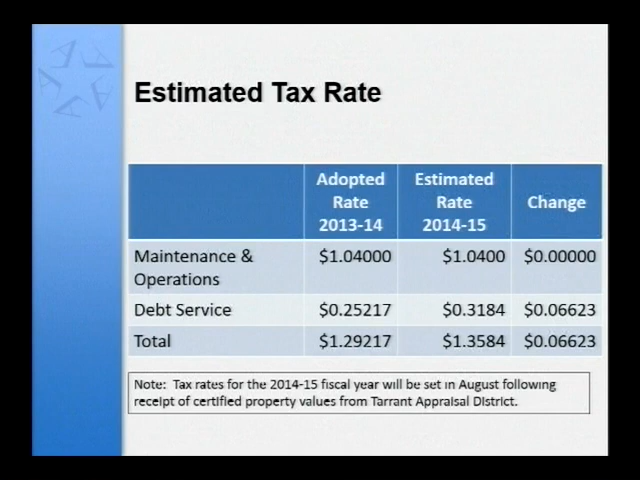 Estimated Tax Rate
Adopted Rate 2013-14
Estimated Rate 2014-15
Change
Maintenance & Operations $1.04000 $1.0400 $0.00000
Debt Service $0.25217 $0.3184 $0.06623
Total $1.29217 $1.3584 $0.06623
Note: Tax rates for the 2014-15 fiscal year will be set in August following
receipt of certified property values from Tarrant Appraisal District.